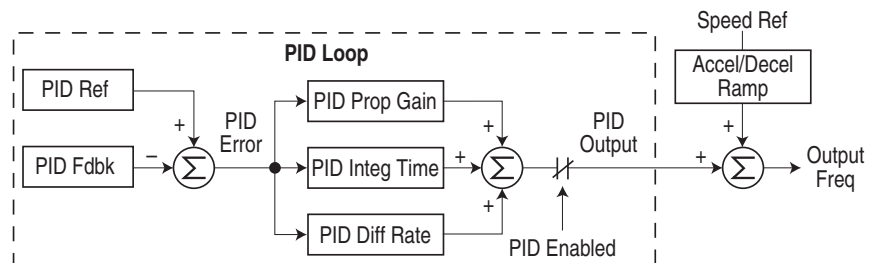 Speed Ref
PID Loop
Accel/Decel
Ramp
PID Ref
PID Prop Gain
+
PID
Error
+
PID
Output
+
PID Fdbk
–
Σ
PID Integ Time
+
Σ
+
Σ
Output
Freq
+
PID Diff Rate
PID Enabled